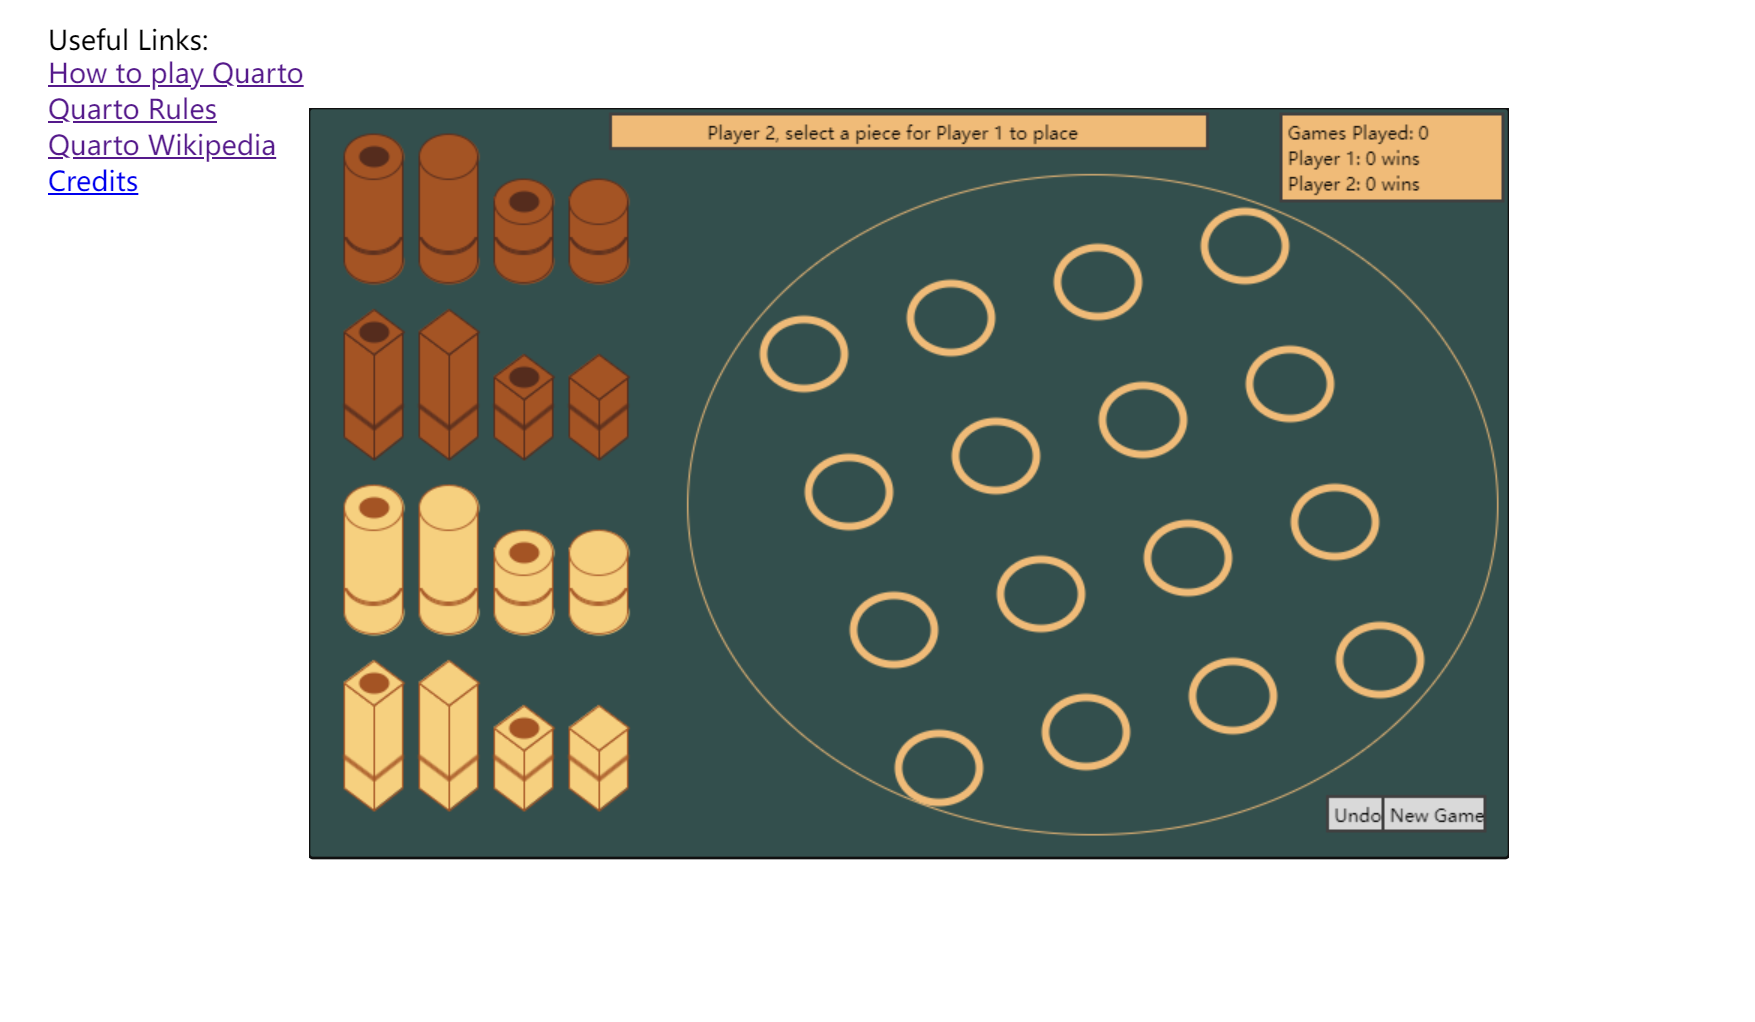 Useful Links:
How to play Quarto
Quarto Rules
Quarto Wikipedia
Credits
Player 2, select a piece for Player 1 to place
Games Played: 0
Player 1: 0 wins
Player 2: 0 wins
Undo
New Game